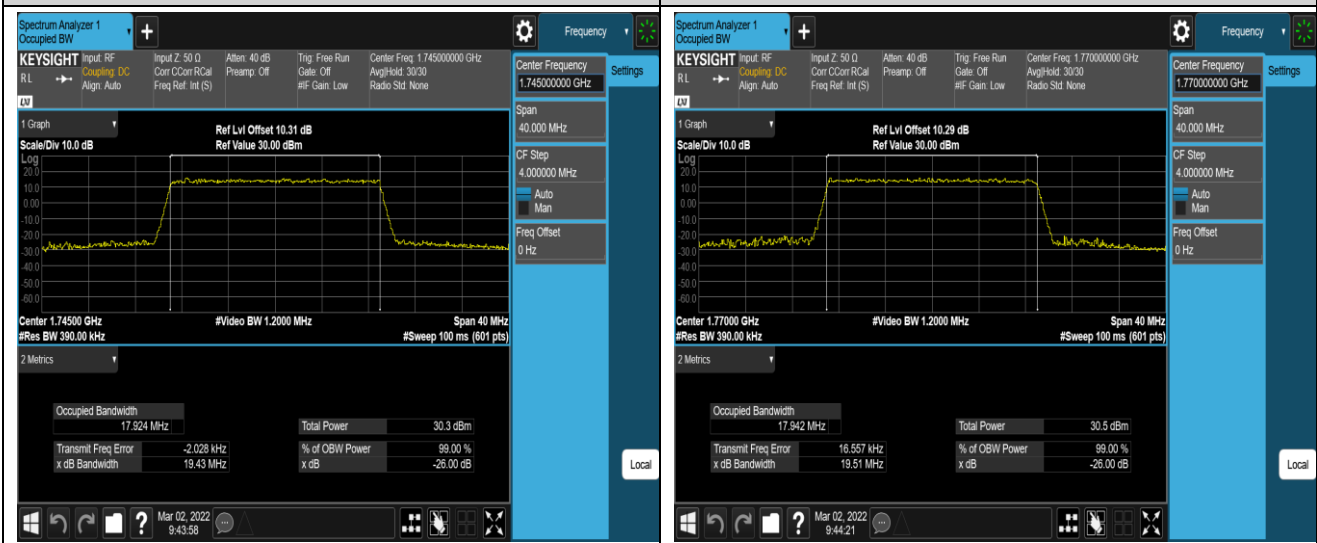 Spectrum Analyzer 1
Occupied BW
+
Frequency
KEYSIGHT
RL
LXI
Input: RF
Coupling: DC
Align: Auto
Input Z: 50 Ω
Corr CCorr RCal
Freq Ref: Int (S)
Atten: 40 dB
Preamp: Off
Trig: Free Run
Gate: Off
#IF Gain: Low
Center Freq: 1.745000000 GHz
Avg|Hold: 30/30
Radio Std: None
Center Frequency
1.745000000 GHz
Settings
Span
40.000 MHz
CF Step
4.000000 MHz
Auto
Man
Freq Offset
0 Hz
Local
1 Graph
Ref Lvl Offset 10.31 dB
Scale/Div 10.0 dB
Ref Value 30.00 dBm
Log
20.0
10.0
0.00
-10.0
-20.0
-30.0
-40.0
-50.0
-60.0
Center 1.74500 GHz
#Video BW 1.2000 MHz
Span 40 MHz
#Res BW 390.00 kHz
#Sweep 100 ms (601 pts)
2 Metrics
Occupied Bandwidth
17.924 MHz
Total Power 30.3 dBm
Transmit Freq Error -2.028 kHz
% of OBW Power 99.00 %
x dB Bandwidth 19.43 MHz
x dB -26.00 dB
?
Mar 02, 2022
9:43:58
Spectrum Analyzer 1
Occupied BW
+
Frequency
KEYSIGHT
RL
LXI
Input: RF
Coupling: DC
Align: Auto
Input Z: 50 Ω
Corr CCorr RCal
Freq Ref: Int (S)
Atten: 40 dB
Preamp: Off
Trig: Free Run
Gate: Off
#IF Gain: Low
Center Freq: 1.770000000 GHz
Avg|Hold: 30/30
Radio Std: None
Center Frequency
1.770000000 GHz
Settings
Span
40.000 MHz
CF Step
4.000000 MHz
Auto
Man
Freq Offset
0 Hz
Local
1 Graph
Ref Lvl Offset 10.29 dB
Scale/Div 10.0 dB
Ref Value 30.00 dBm
Log
20.0
10.0
0.00
-10.0
-20.0
-30.0
-40.0
-50.0
-60.0
Center 1.77000 GHz
#Video BW 1.2000 MHz
Span 40 MHz
#Res BW 390.00 kHz
#Sweep 100 ms (601 pts)
2 Metrics
Occupied Bandwidth
17.942 MHz
Total Power 30.5 dBm
Transmit Freq Error 16.557 kHz
% of OBW Power 99.00 %
x dB Bandwidth 19.51 MHz
x dB -26.00 dB
?
Mar 02, 2022
9:44:21